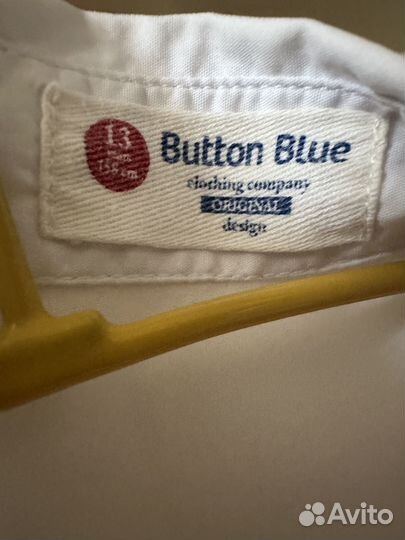 13
Button Blue
clothing company
ORIGINAL
design
Avito